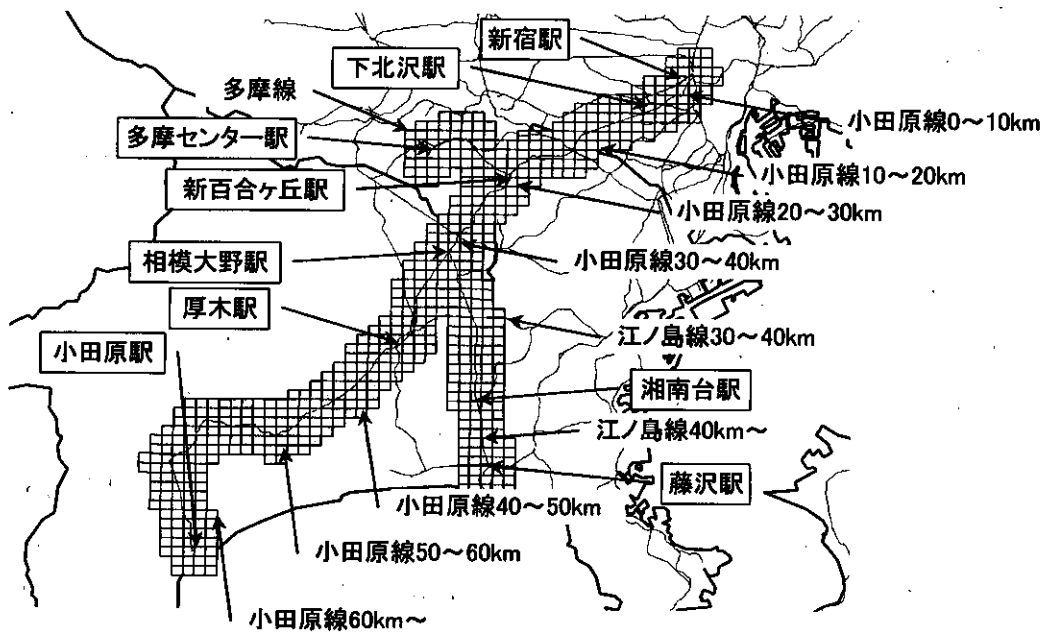 新宿駅
下北沢駅
多摩線
小田原線0～10km
多摩センター駅
小田原線10～20km
新百合ヶ丘駅
小田原線20～30km
相模大野駅
小田原線30～40km
厚木駅
江ノ島線30～40km
小田原駅
湘南台駅
江ノ島線40km～
藤沢駅
小田原線40～50km
小田原線50～60km
小田原線60km～